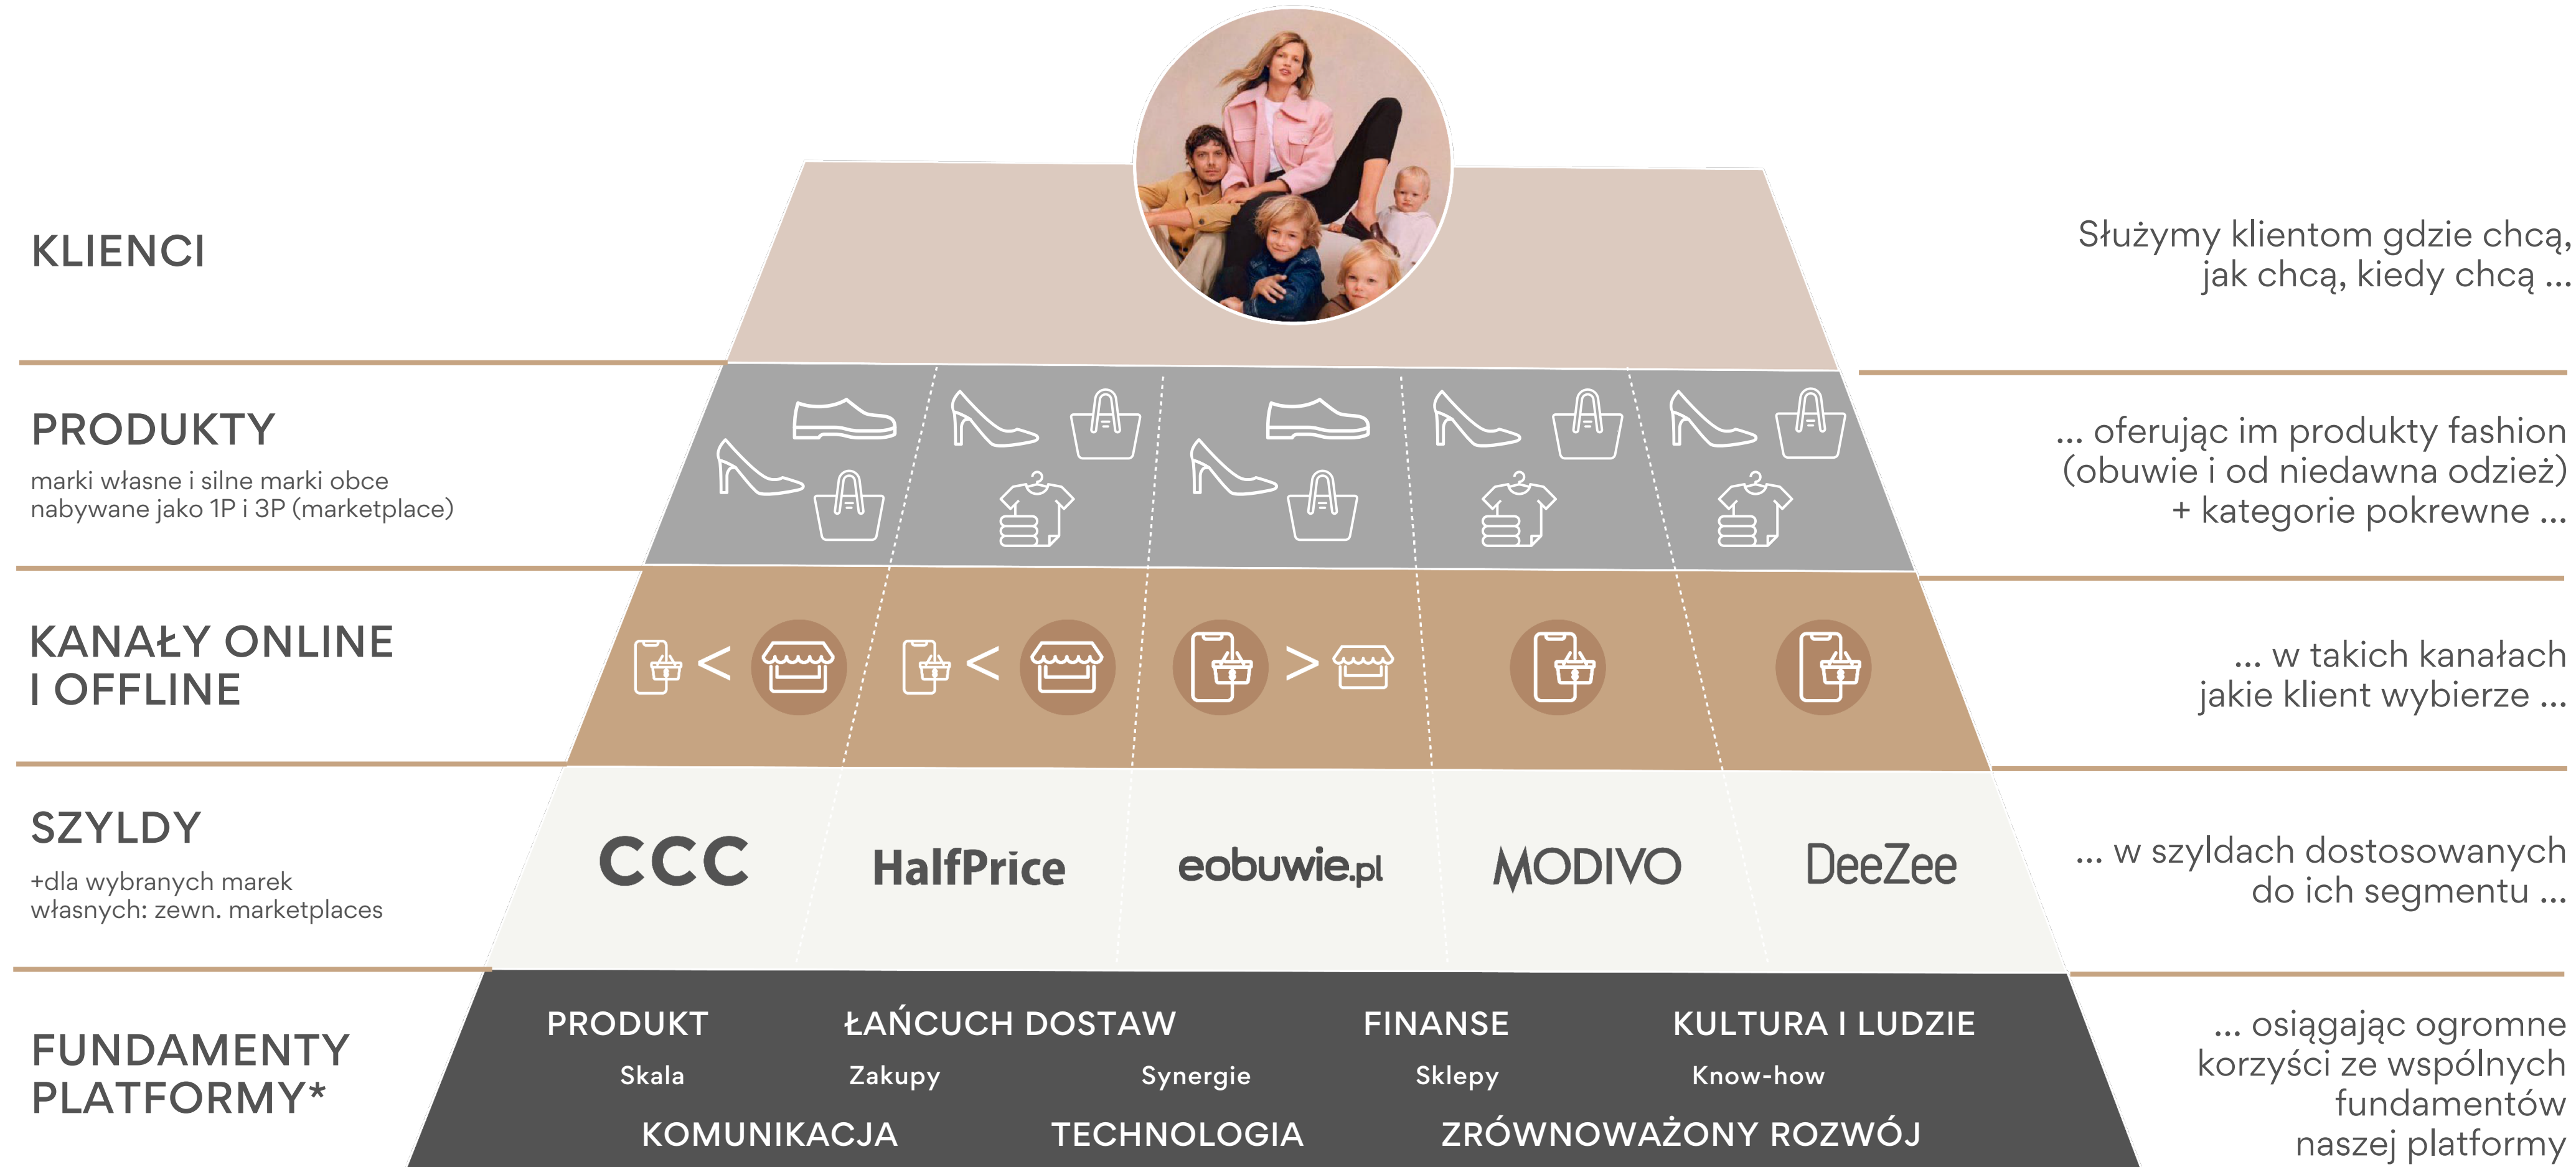 KLIENCI
Służymy klientom gdzie chcą,
jak chcą, kiedy chcą ...
PRODUKTY
marki własne i silne marki obce
nabywane jako 1P i 3P (marketplace)
... oferując im produkty fashion
(obuwie i od niedawna odzież)
+ kategorie pokrewne ...
KANAŁY ONLINE
I OFFLINE
< < >
... w takich kanałach
jakie klient wybierze ...
SZYLDY
+dla wybranych marek
własnych: zewn. marketplaces
CCC HalfPrice eobuwie.pl MODIVO DeeZee
... w szyldach dostosowanych
do ich segmentu ...
FUNDAMENTY
PLATFORMY*
PRODUKT ŁAŃCUCH DOSTAW FINANSE KULTURA I LUDZIE
Skala Zakupy Synergie Sklepy Know-how
KOMUNIKACJA TECHNOLOGIA ZRÓWNOWAŻONY ROZWÓJ
... osiągając ogromne
korzyści ze wspólnych
fundamentów
naszej platformy